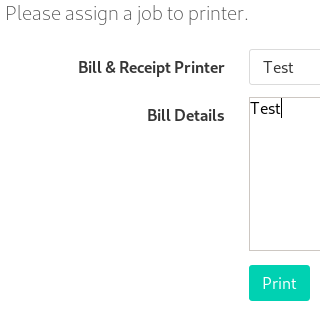 Please assign a job to printer.
Bill & Receipt Printer
Test
Bill Details
Test
Print